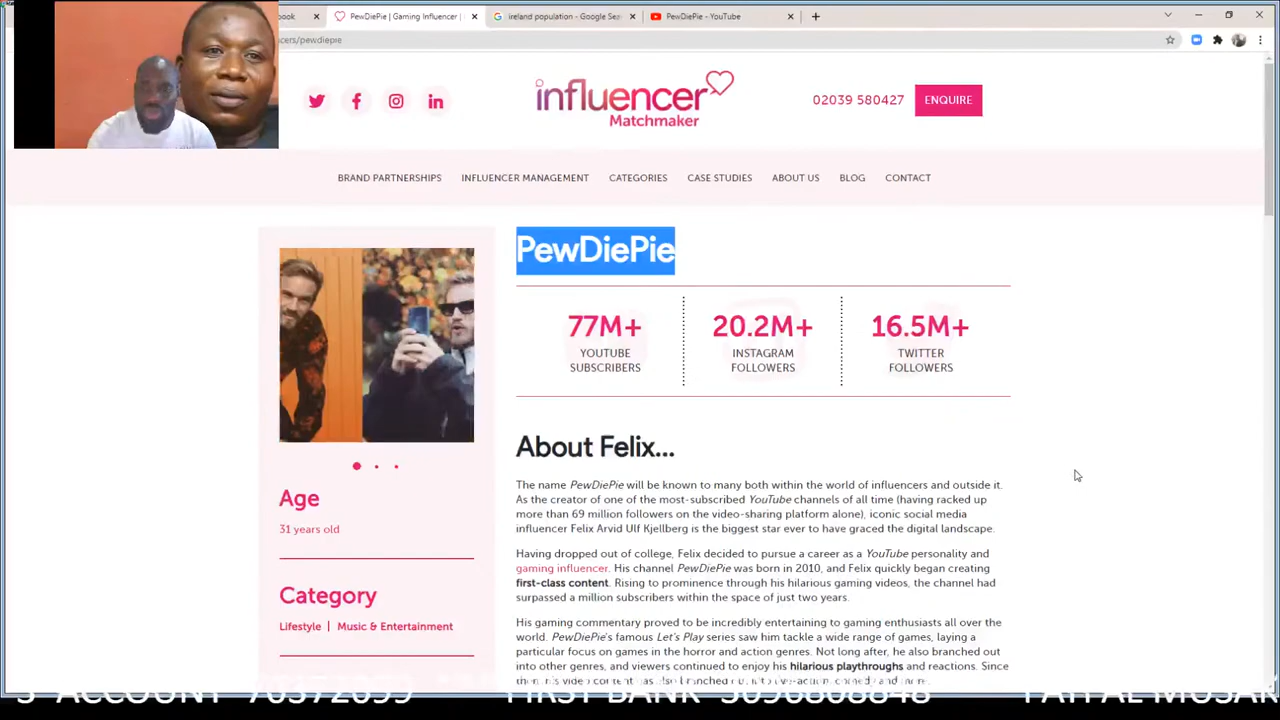 ook
PewDiePie | Gaming Influencer |
ireland population - Google Sea
PewDiePie - YouTube
cers/pewdiepie
influencer
Matchmaker
02039 580427
ENQUIRE
BRAND PARTNERSHIPS
INFLUENCER MANAGEMENT
CATEGORIES
CASE STUDIES
ABOUT US
BLOG
CONTACT
PewDiePie
77M+
YOUTUBE
SUBSCRIBERS
20.2M+
INSTAGRAM
FOLLOWERS
16.5M+
TWITTER
FOLLOWERS
Age
31 years old
Category
Lifestyle | Music & Entertainment
About Felix...
The name PewDiePie will be known to many both within the world of influencers and outside it.
As the creator of one of the most-subscribed YouTube channels of all time (having racked up
more than 69 million followers on the video-sharing platform alone), iconic social media
influencer Felix Arvid Ulf Kjellberg is the biggest star ever to have graced the digital landscape.
Having dropped out of college, Felix decided to pursue a career as a YouTube personality and
gaming influencer. His channel PewDiePie was born in 2010, and Felix quickly began creating
first-class content. Rising to prominence through his hilarious gaming videos, the channel had
surpassed a million subscribers within the space of just two years.
His gaming commentary proved to be incredibly entertaining to gaming enthusiasts all over the
world. PewDiePie's famous Let's Play series saw him tackle a wide range of games, laying a
particular focus on games in the horror and action genres. Not long after, he also branched out
into other genres, and viewers continued to enjoy his hilarious playthroughs and reactions. Since
ACCOUNT
FIRST BANK 3096808848